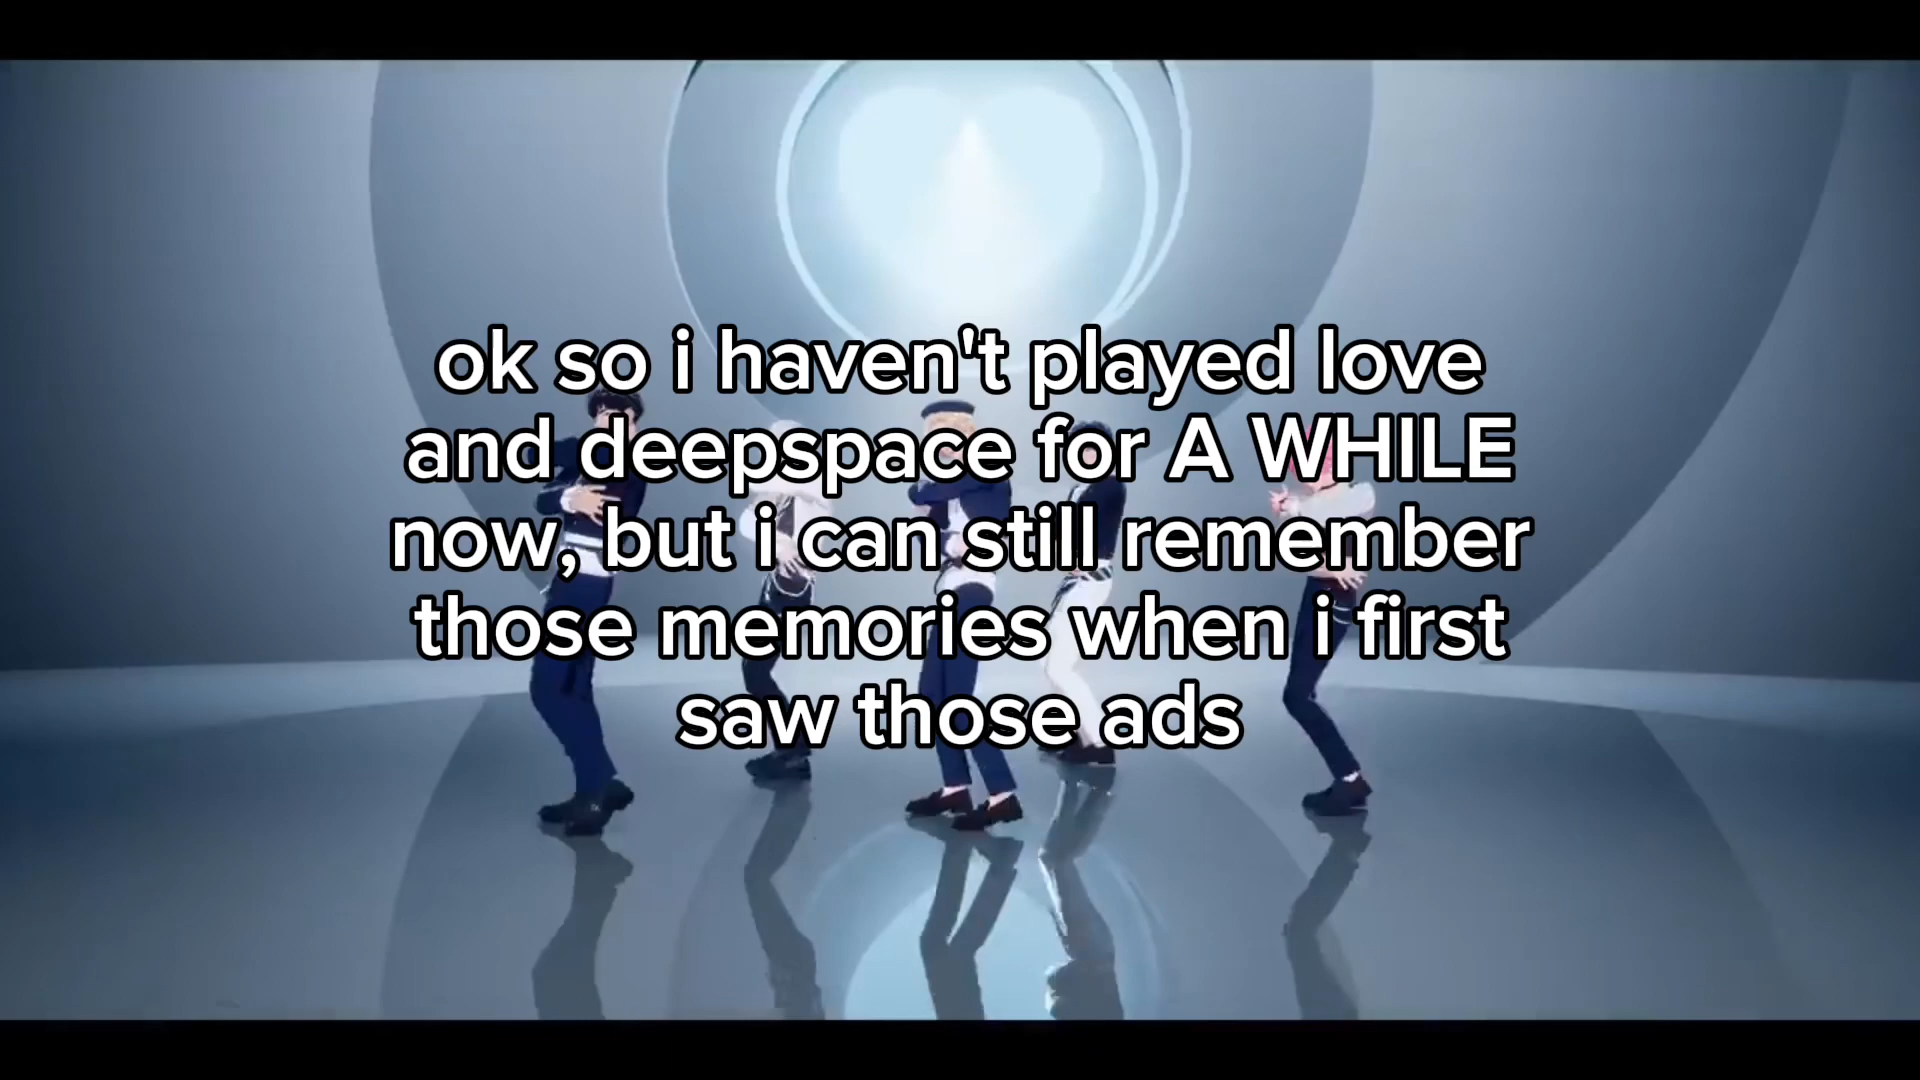 ok so i haven't played love
and deepspace for A WHILE
now, but i can still remember
those memories when i first
saw those ads